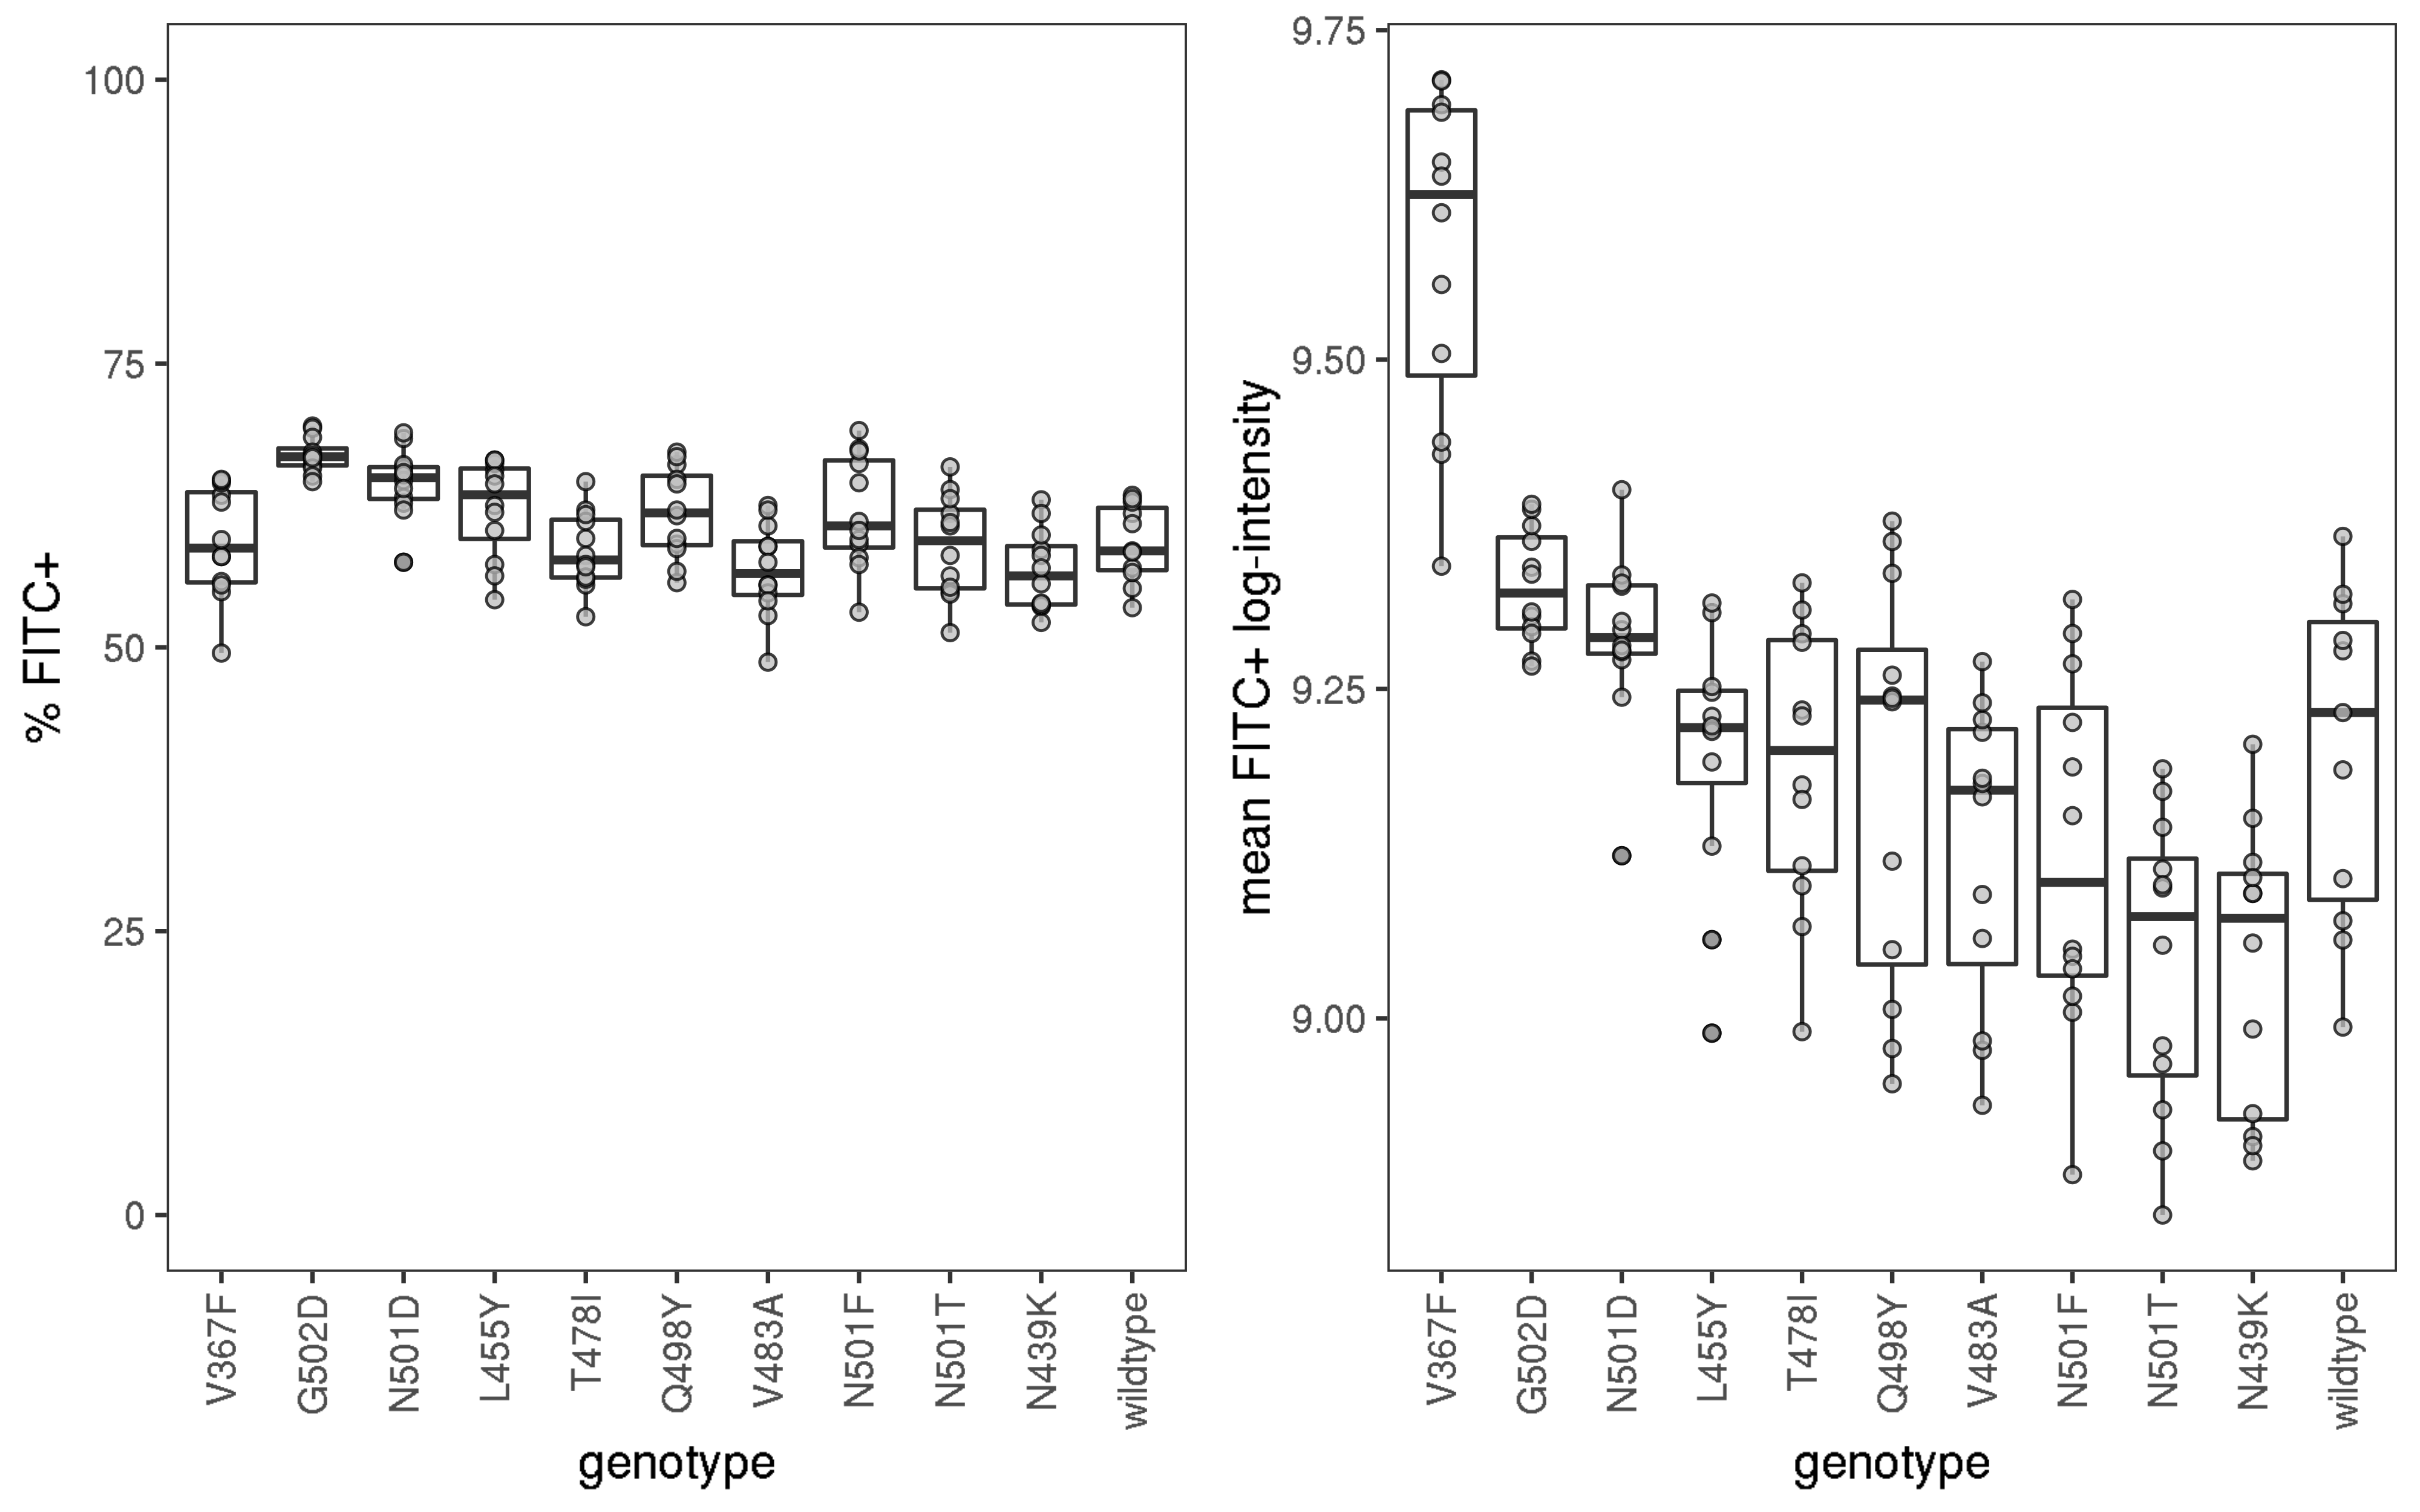 % FITC+
100
75
50
25
0
V367F
G502D
N501D
L455Y
T478I
Q498Y
V483A
N501F
N501T
N439K
wildtype
genotype
mean FITC+ log-intensity
9.75
9.50
9.25
9.00
V367F
G502D
N501D
L455Y
T478I
Q498Y
V483A
N501F
N501T
N439K
wildtype
genotype